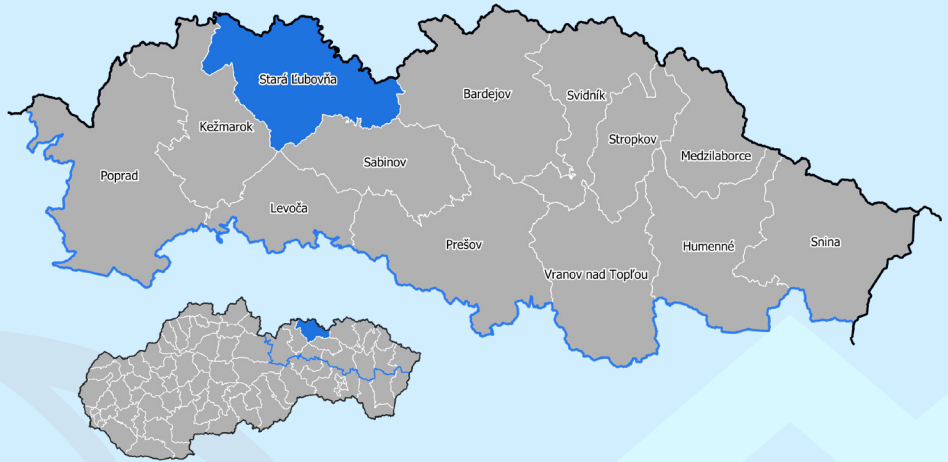 Stará Ľubovňa
Bardejov
Svidník
Kežmarok
Stropkov
Medzilaborce
Sabinov
Poprad
Levoča
Prešov
Humenné
Snina
Vranov nad Topľou